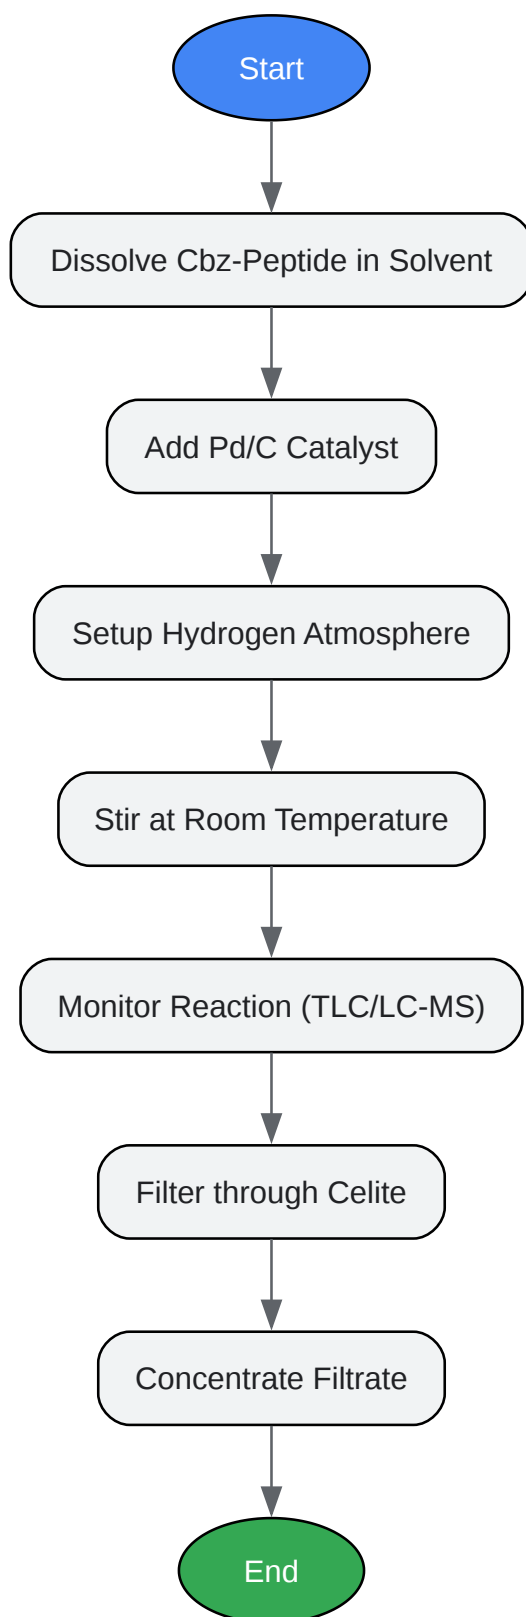 Start
Dissolve Cbz-Peptide in Solvent
Add Pd/C Catalyst
Setup Hydrogen Atmosphere
Stir at Room Temperature
Monitor Reaction (TLC/LC-MS)
Filter through Celite
Concentrate Filtrate
End